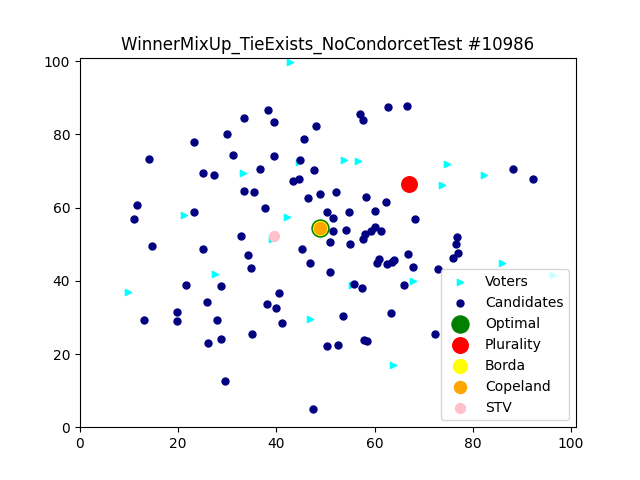 WinnerMixUp_TieExists_NoCondorcetTest #10986
100
80
60
40
20
0
0 20 40 60 80 100
Voters
Candidates
Optimal
Plurality
Borda
Copeland
STV